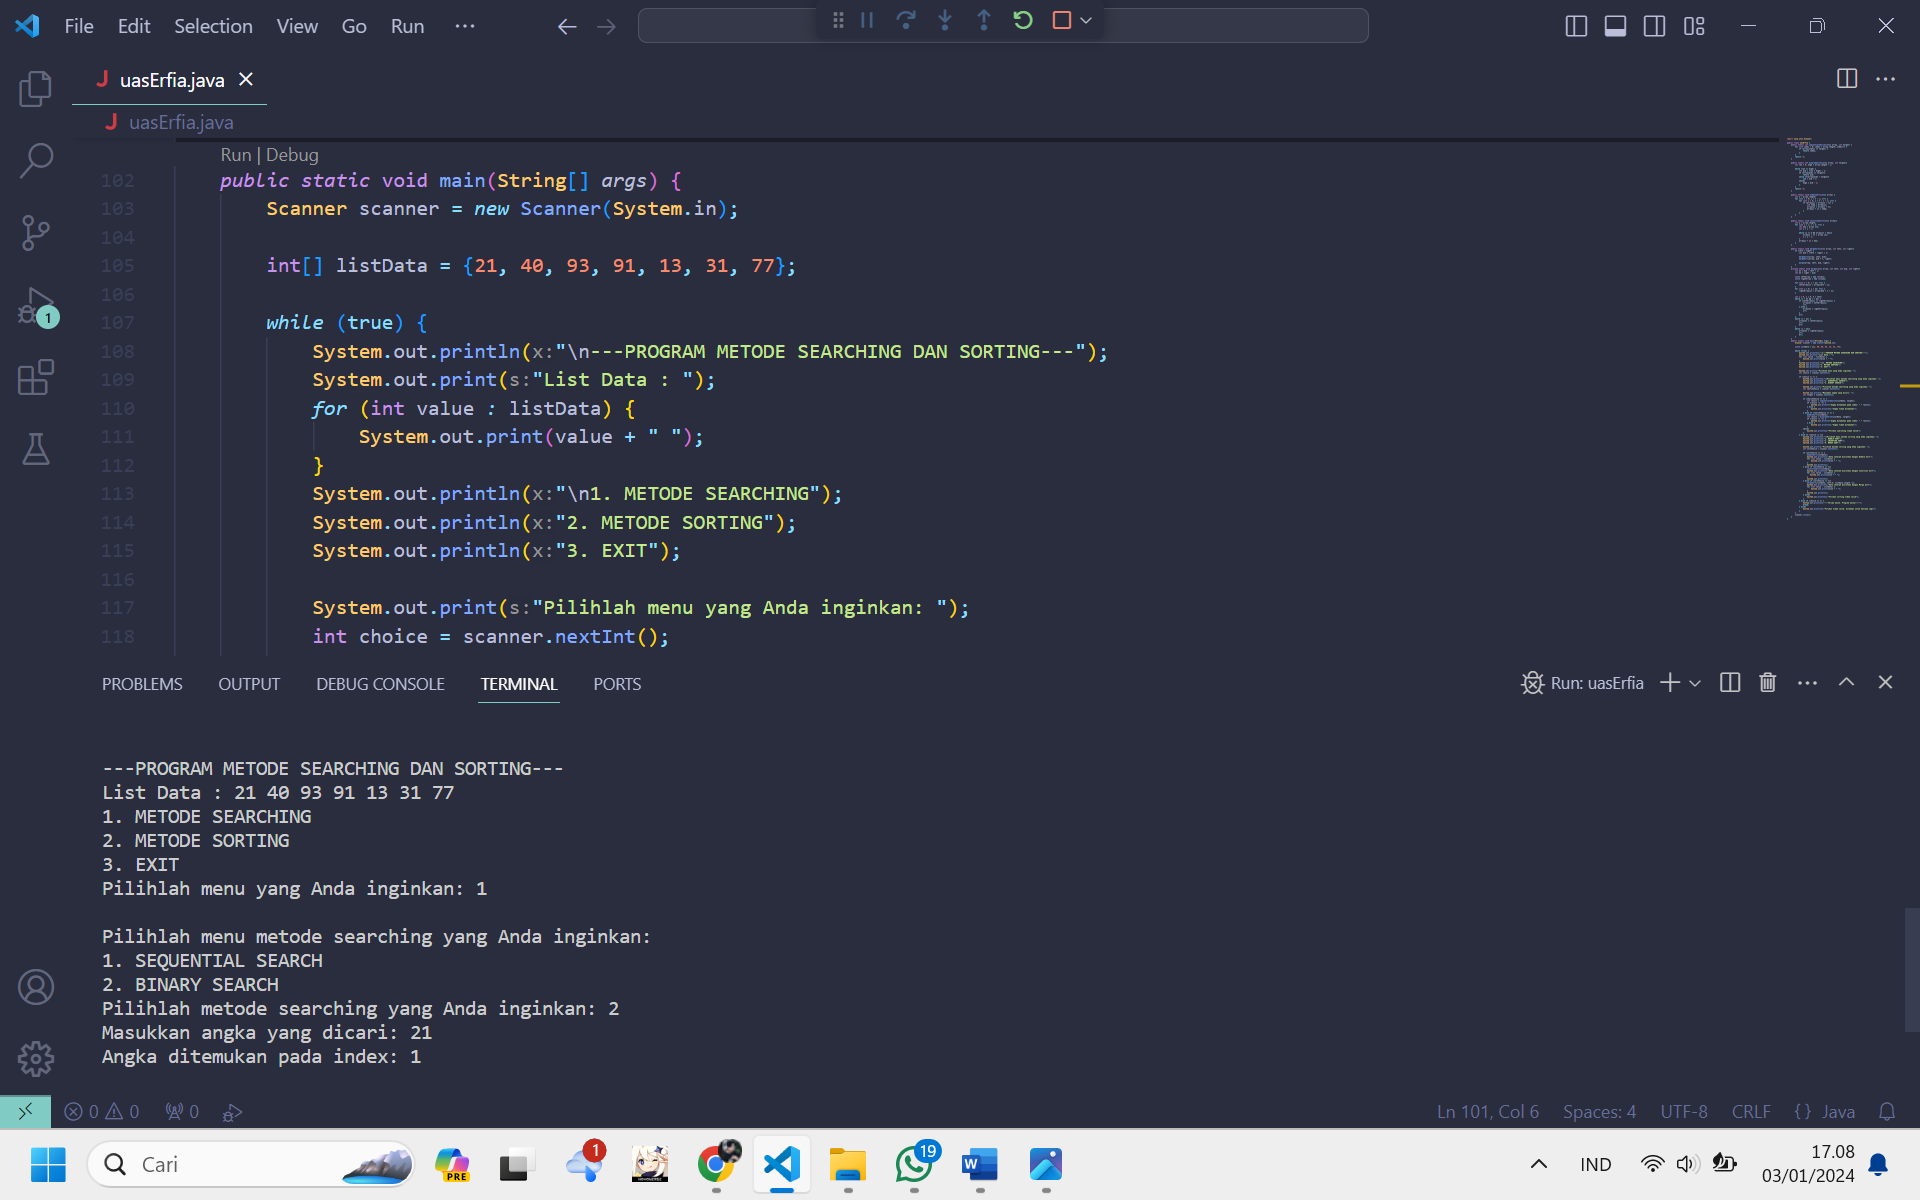 File Edit Selection View Go Run ···
uasErfia.java
uasErfia.java
Run | Debug
102 public static void main(String[] args) {
103 Scanner scanner = new Scanner(System.in);
104
105 int[] listData = {21, 40, 93, 91, 13, 31, 77};
106
107 while (true) {
108 System.out.println(x:"\n---PROGRAM METODE SEARCHING DAN SORTING---");
109 System.out.print(s:"List Data : ");
110 for (int value : listData) {
111 System.out.print(value + " ");
112 }
113 System.out.println(x:"\n1. METODE SEARCHING");
114 System.out.println(x:"2. METODE SORTING");
115 System.out.println(x:"3. EXIT");
116
117 System.out.print(s:"Pilihlah menu yang Anda inginkan: ");
118 int choice = scanner.nextInt();
1
PROBLEMS OUTPUT DEBUG CONSOLE TERMINAL PORTS
Run: uasErfia
---PROGRAM METODE SEARCHING DAN SORTING---
List Data : 21 40 93 91 13 31 77
1. METODE SEARCHING
2. METODE SORTING
3. EXIT
Pilihlah menu yang Anda inginkan: 1
Pilihlah menu metode searching yang Anda inginkan:
1. SEQUENTIAL SEARCH
2. BINARY SEARCH
Pilihlah metode searching yang Anda inginkan: 2
Masukkan angka yang dicari: 21
Angka ditemukan pada index: 1
0 0 0
Ln 101, Col 6 Spaces: 4 UTF-8 CRLF {} Java
Cari
PRE
1
19
W
IND
17.08
03/01/2024